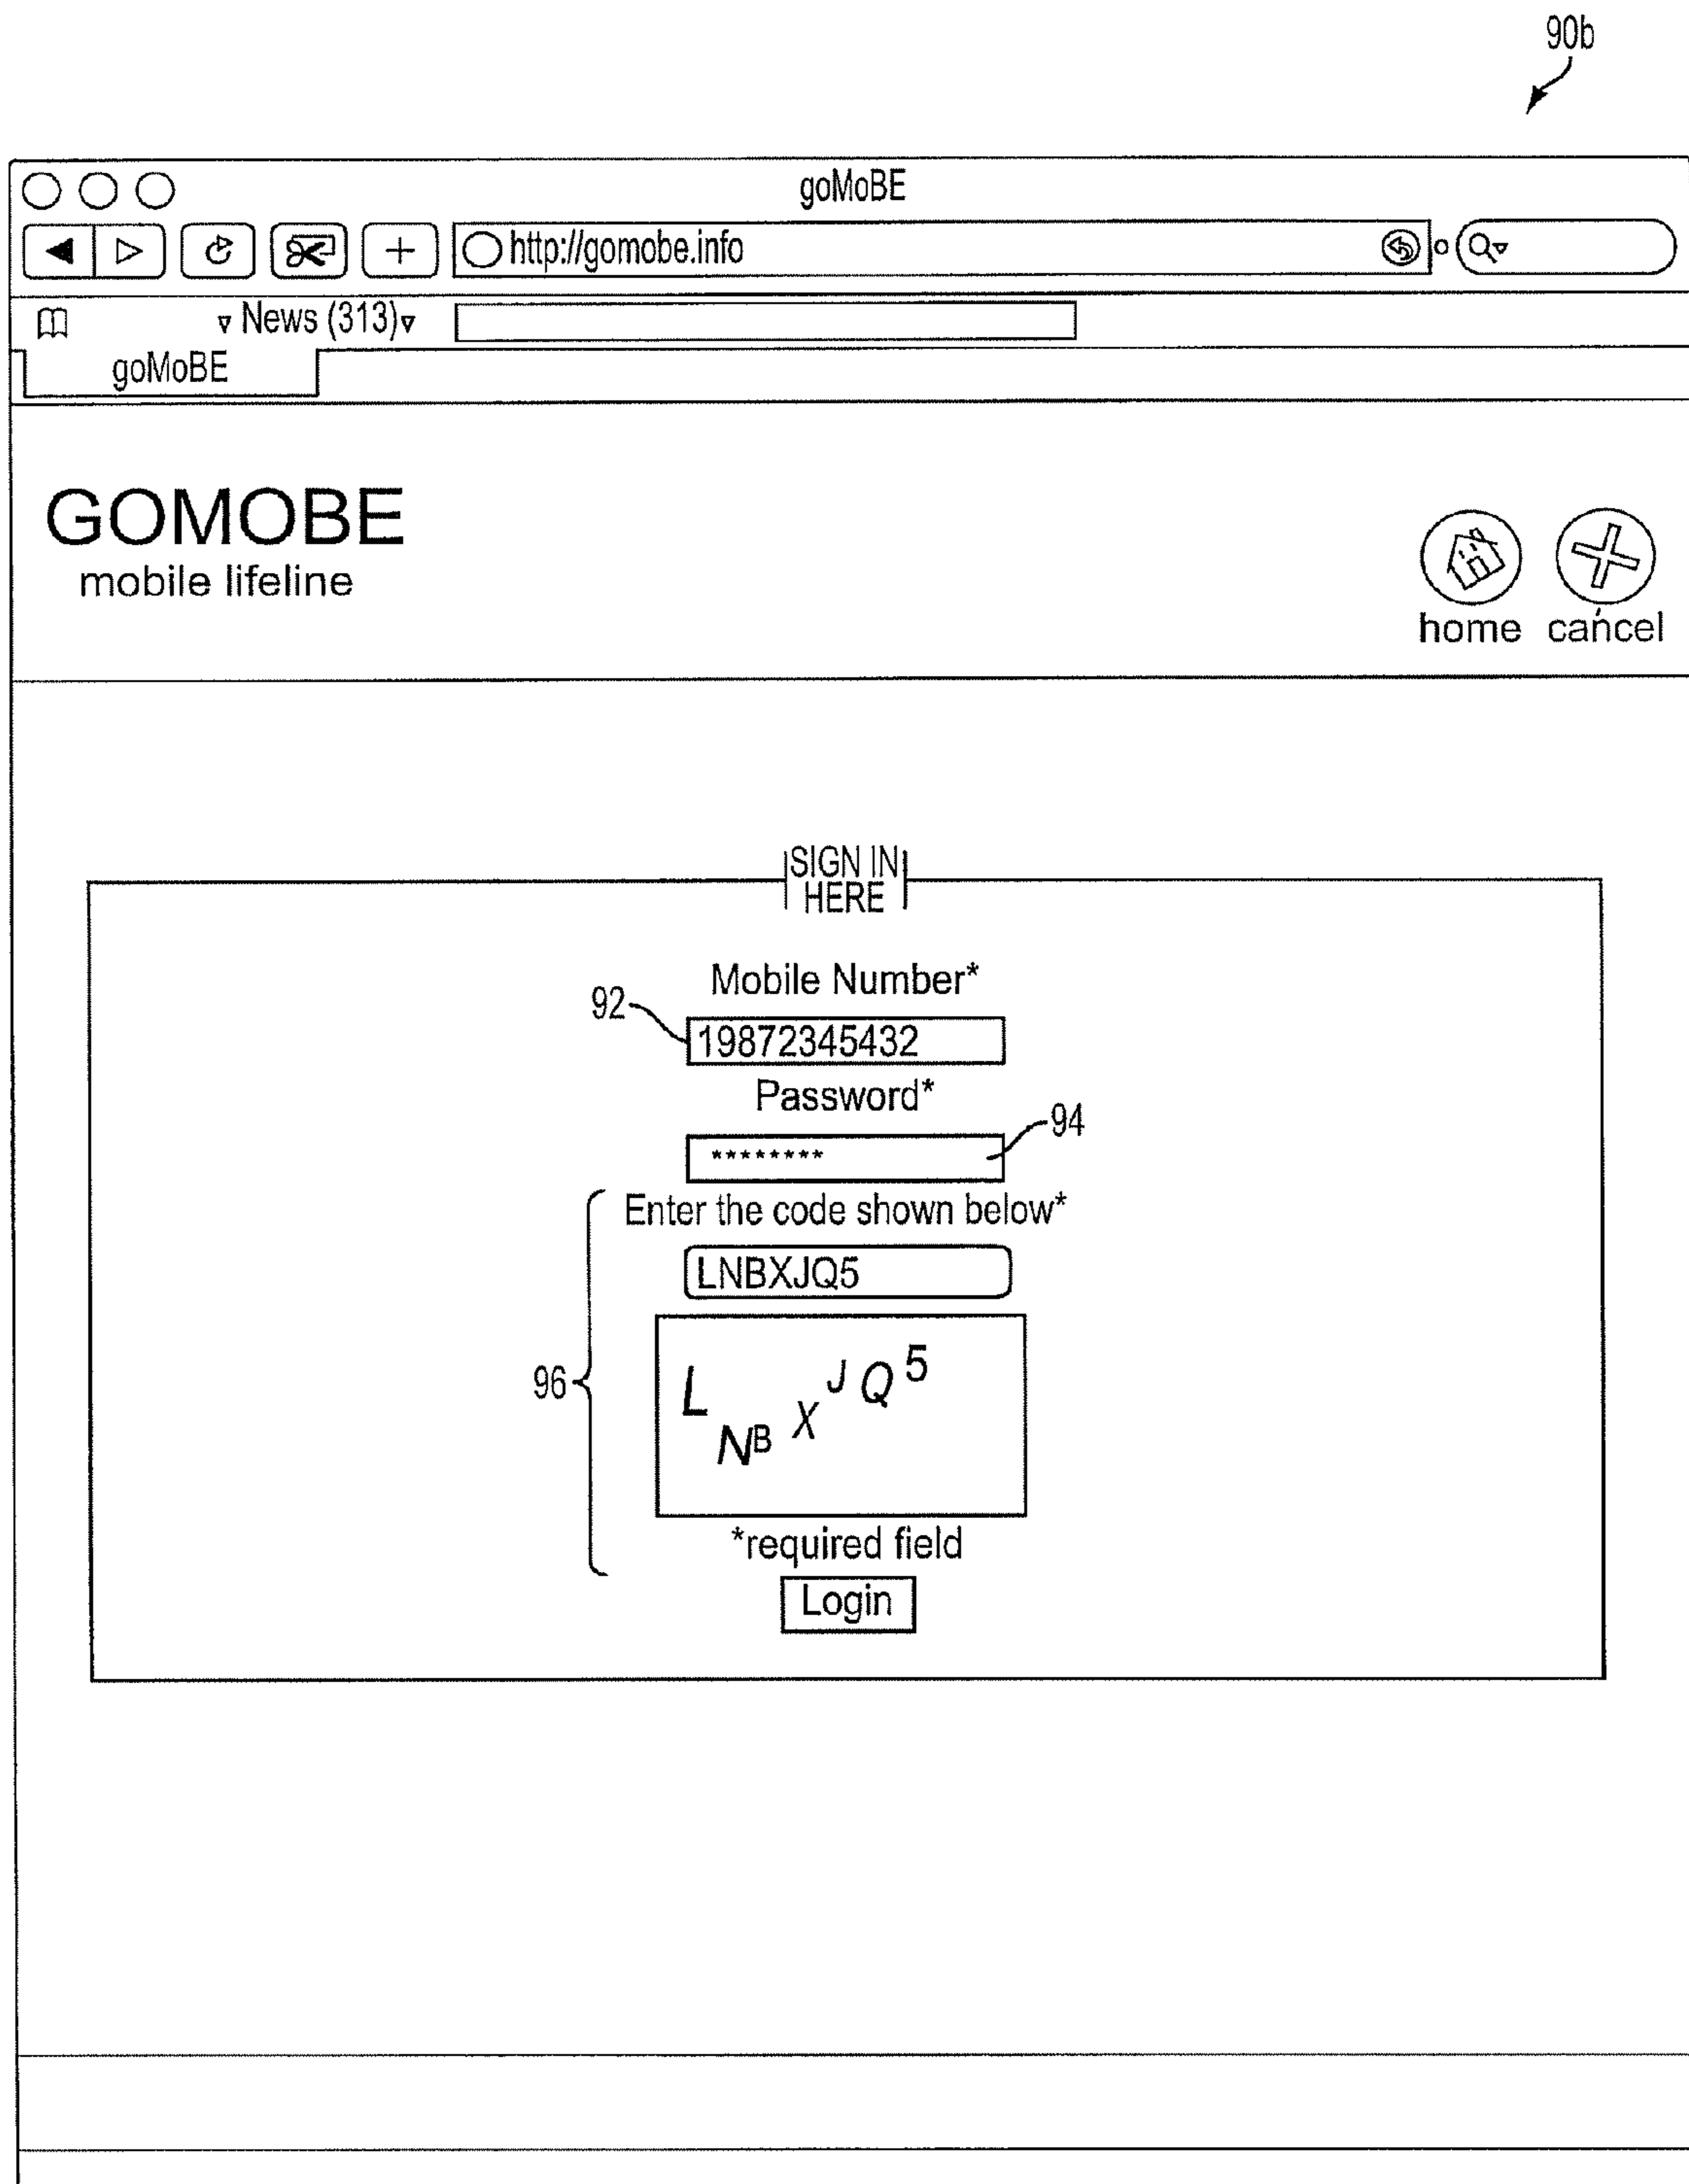 90b
goMoBE
http://gomobe.info
News (313)
goMoBE
GOMOBE
mobile lifeline
home cancel
SIGN IN
HERE
Mobile Number*
92
19872345432
Password*
94
********
Enter the code shown below*
LNBXJQ5
96
L N B X J Q 5
*required field
Login